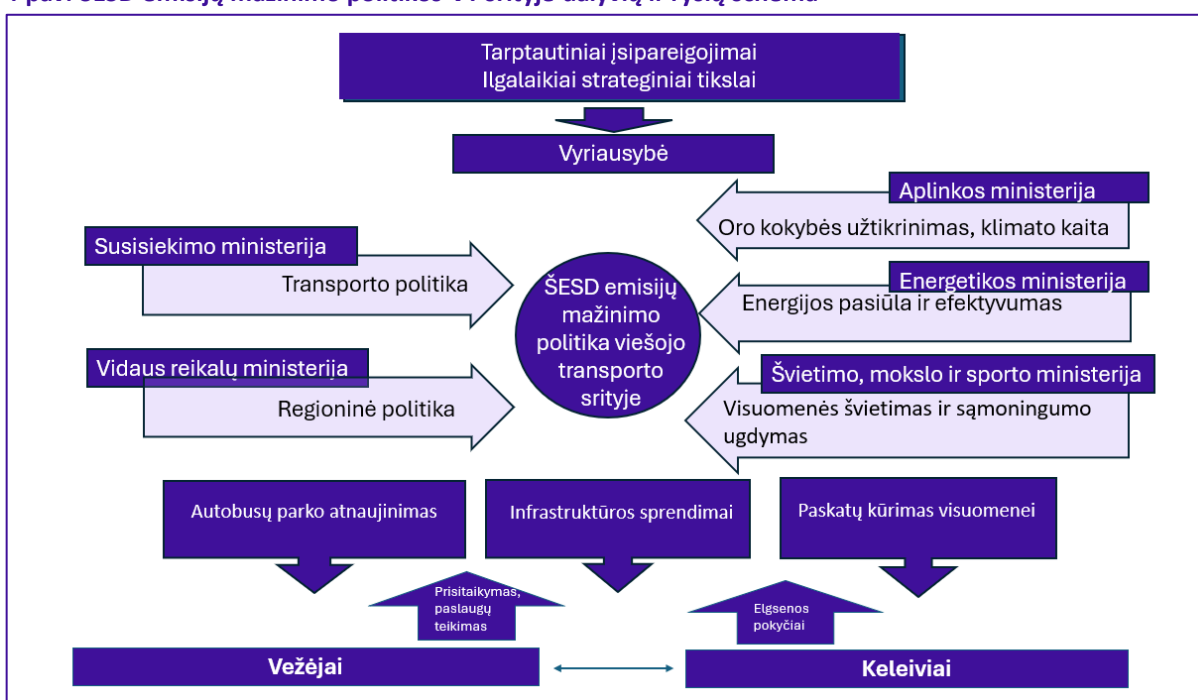 Tarptautiniai įsipareigojimai
Ilgalaikiai strateginiai tikslai
Vyriausybė
Aplinkos ministerija
Oro kokybės užtikrinimas, klimato kaita
Susisiekimo ministerija
Transporto politika
Energetikos ministerija
Energijos pasiūla ir efektyvumas
ŠESD emisijų
mažinimo
politika viešojo
transporto
srityje
Vidaus reikalų ministerija
Regioninė politika
Švietimo, mokslo ir sporto ministerija
Visuomenės švietimas ir sąmoningumo
ugdymas
Autobusų parko atnaujinimas
Infrastruktūros sprendimai
Paskatų kūrimas visuomenei
Prisitaikymas,
paslaugų
teikimas
Elgsenos
pokyčiai
Vežėjai
Keleiviai